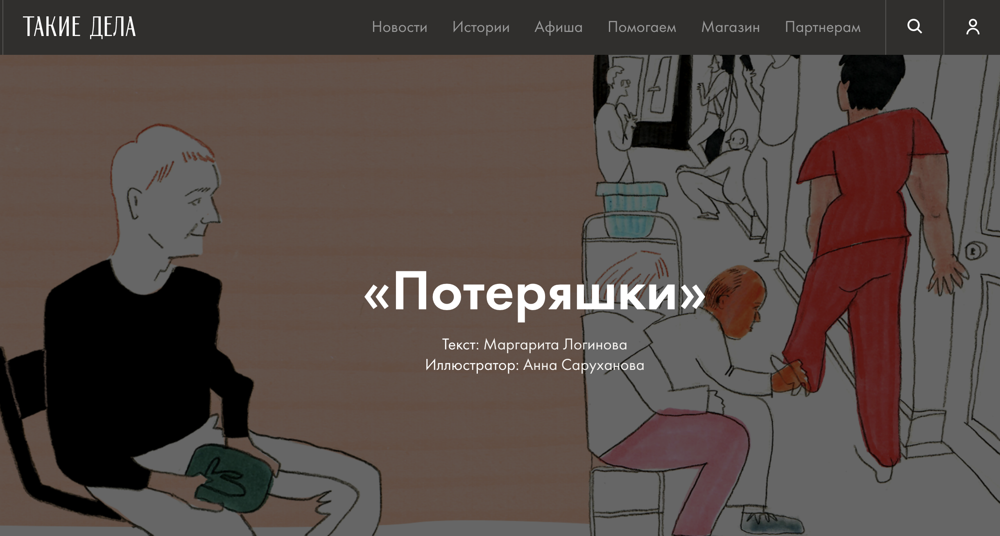 ТАКИЕ ДЕЛА
Новости
Истории
Афиша
Помогаем
Магазин
Партнерам
«Потеряшки»
Текст: Маргарита Логинова
Иллюстратор: Анна Саруханова